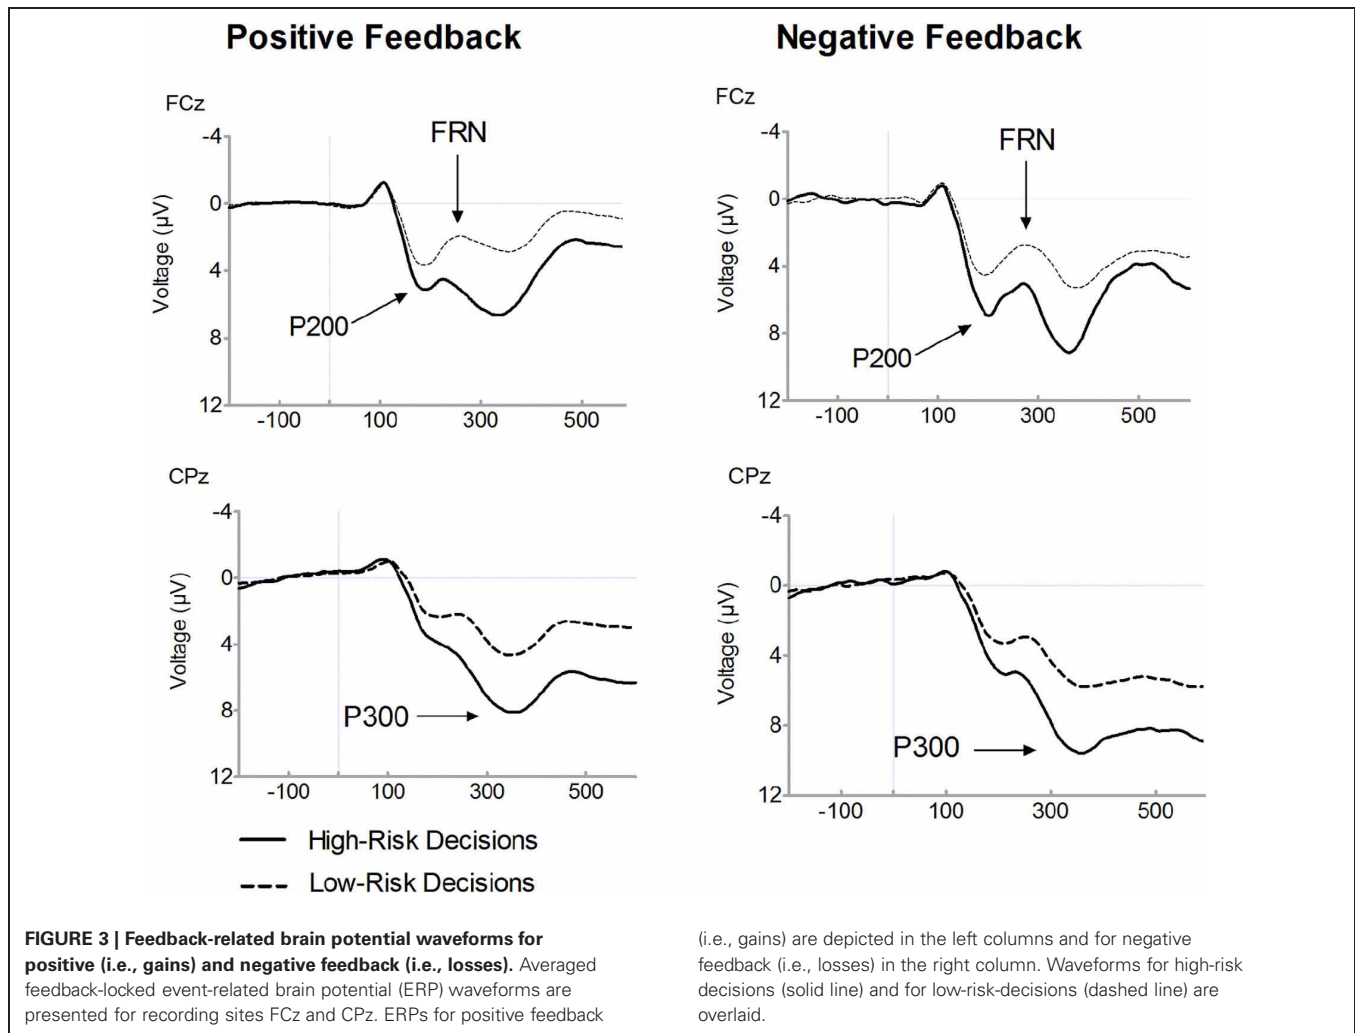 Positive Feedback
Negative Feedback
FCz
-4
0
4
8
12
Voltage (µV)
FRN
P200
-100 100 300 500
FCz
-4
0
4
8
12
Voltage (µV)
FRN
P200
-100 100 300 500
CPz
-4
0
4
8
12
Voltage (µV)
P300
-100 100 300 500
CPz
-4
0
4
8
12
Voltage (µV)
P300
-100 100 300 500
High-Risk Decisions
Low-Risk Decisions
FIGURE 3 | Feedback-related brain potential waveforms for
positive (i.e., gains) and negative feedback (i.e., losses). Averaged
feedback-locked event-related brain potential (ERP) waveforms are
presented for recording sites FCz and CPz. ERPs for positive feedback
(i.e., gains) are depicted in the left columns and for negative
feedback (i.e., losses) in the right column. Waveforms for high-risk
decisions (solid line) and for low-risk-decisions (dashed line) are
overlaid.